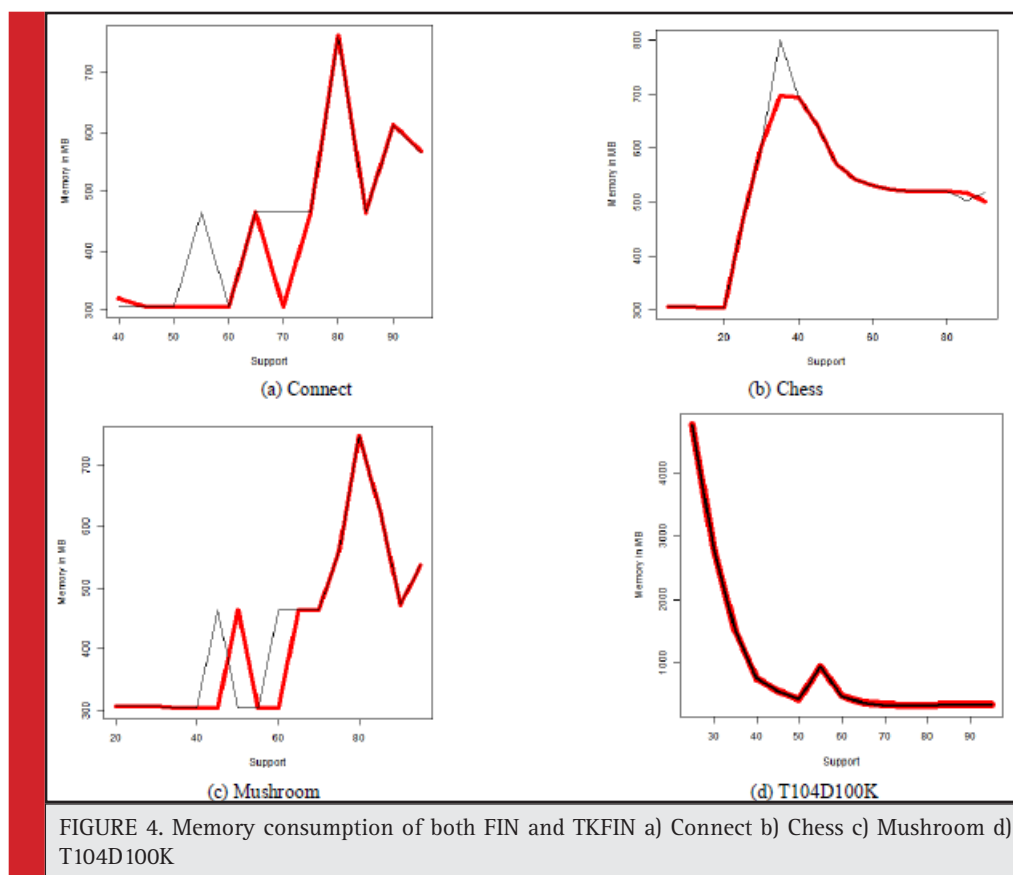 700
600
500
400
300
Memory in MB
40 50 60 70 80 90
Support
(a) Connect
800
700
600
500
400
300
Memory in MB
20 40 60 80
Support
(b) Chess
700
600
500
400
300
Memory in MB
20 40 60 80
Support
(c) Mushroom
4000
3000
2000
1000
Memory in MB
30 40 50 60 70 80 90
Support
(d) T104D100K
FIGURE 4. Memory consumption of both FIN and TKFIN a) Connect b) Chess c) Mushroom d)
T104D100K